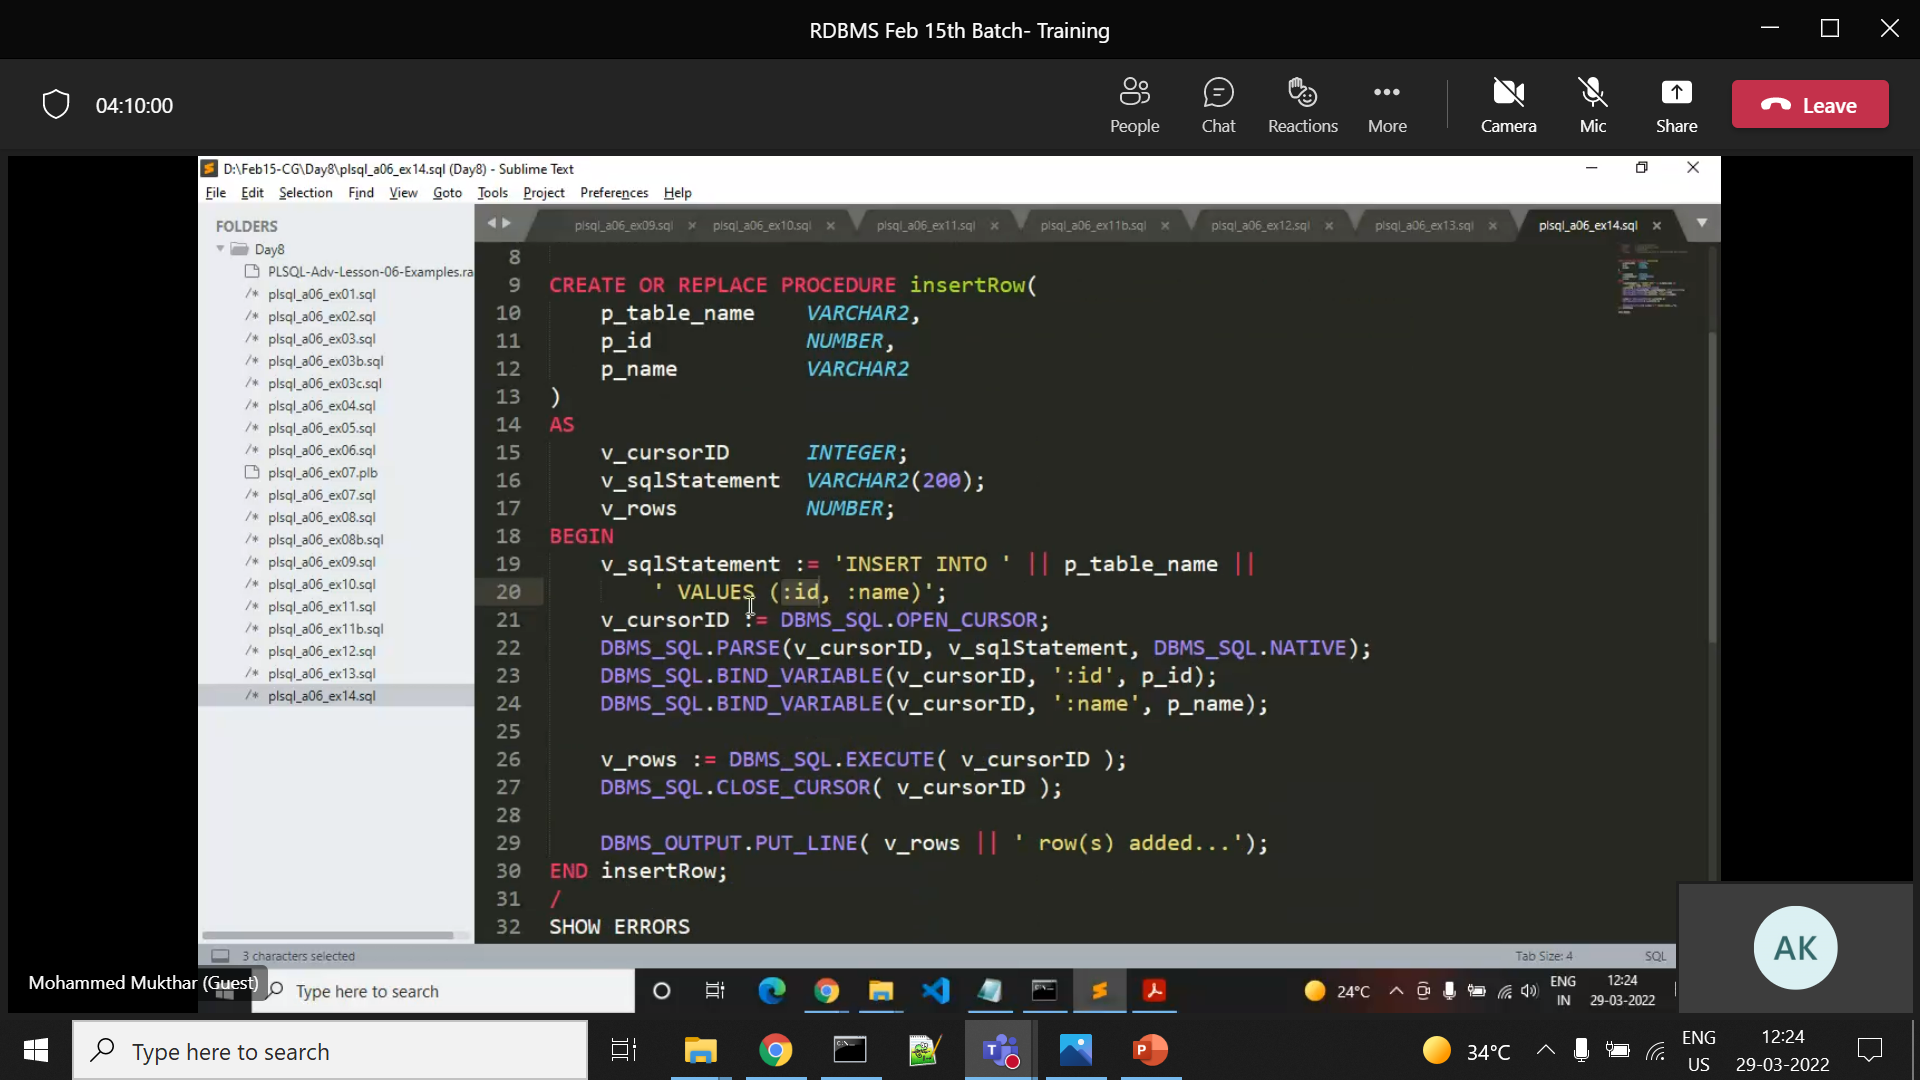 RDBMS Feb 15th Batch- Training
04:10:00
People
Chat
Reactions
More
Camera
Mic
Share
Leave
D:\Feb15-CG\Day8\plsql_a06_ex14.sql (Day8) - Sublime Text
File Edit Selection Find View Goto Tools Project Preferences Help
FOLDERS
Day8
PLSQL-Adv-Lesson-06-Examples.ra
/* plsql_a06_ex01.sql
/* plsql_a06_ex02.sql
/* plsql_a06_ex03.sql
/* plsql_a06_ex03b.sql
/* plsql_a06_ex03c.sql
/* plsql_a06_ex04.sql
/* plsql_a06_ex05.sql
/* plsql_a06_ex06.sql
plsql_a06_ex07.plb
/* plsql_a06_ex07.sql
/* plsql_a06_ex08.sql
/* plsql_a06_ex08b.sql
/* plsql_a06_ex09.sql
/* plsql_a06_ex10.sql
/* plsql_a06_ex11.sql
/* plsql_a06_ex11b.sql
/* plsql_a06_ex12.sql
/* plsql_a06_ex13.sql
/* plsql_a06_ex14.sql
plsql_a06_ex09.sql plsql_a06_ex10.sql plsql_a06_ex11.sql plsql_a06_ex11b.sql plsql_a06_ex12.sql plsql_a06_ex13.sql plsql_a06_ex14.sql
8
9 CREATE OR REPLACE PROCEDURE insertRow(
10 p_table_name VARCHAR2,
11 p_id NUMBER,
12 p_name VARCHAR2
13 )
14 AS
15 v_cursorID INTEGER;
16 v_sqlStatement VARCHAR2(200);
17 v_rows NUMBER;
18 BEGIN
19 v_sqlStatement := 'INSERT INTO ' || p_table_name ||
20 ' VALUES (:id, :name)';
21 v_cursorID := DBMS_SQL.OPEN_CURSOR;
22 DBMS_SQL.PARSE(v_cursorID, v_sqlStatement, DBMS_SQL.NATIVE);
23 DBMS_SQL.BIND_VARIABLE(v_cursorID, ':id', p_id);
24 DBMS_SQL.BIND_VARIABLE(v_cursorID, ':name', p_name);
25
26 v_rows := DBMS_SQL.EXECUTE( v_cursorID );
27 DBMS_SQL.CLOSE_CURSOR( v_cursorID );
28
29 DBMS_OUTPUT.PUT_LINE( v_rows || ' row(s) added...');
30 END insertRow;
31 /
32 SHOW ERRORS
3 characters selected
Tab Size: 4
SQL
AK
Mohammed Mukthar (Guest)
Type here to search
24°C
ENG
IN
12:24
29-03-2022
Type here to search
34°C
ENG
US
12:24
29-03-2022